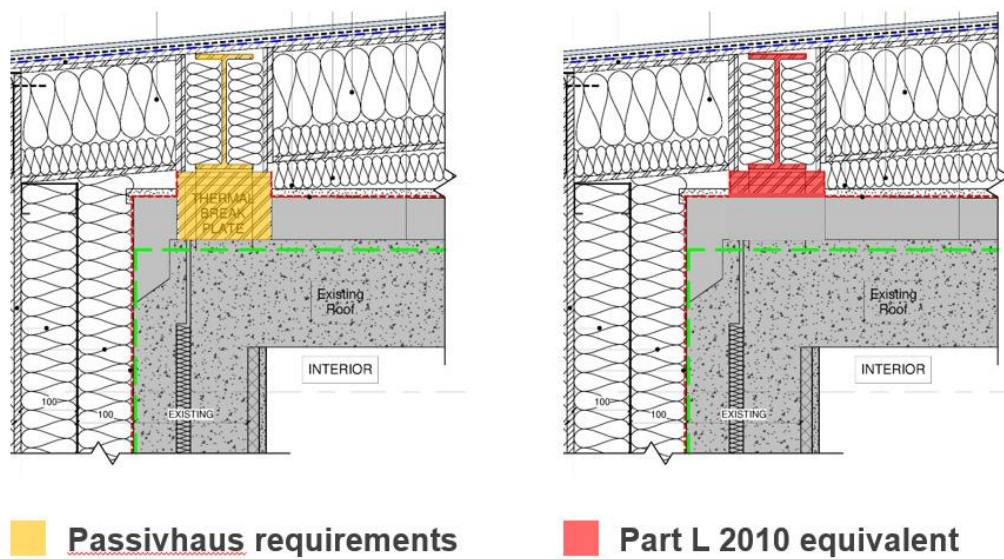 THERMAL
BREAK
PLATE
Existing
Roof
INTERIOR
100
100
EXISTING
Existing
Roof
INTERIOR
100
100
EXISTING
Passivhaus requirements
Part L 2010 equivalent